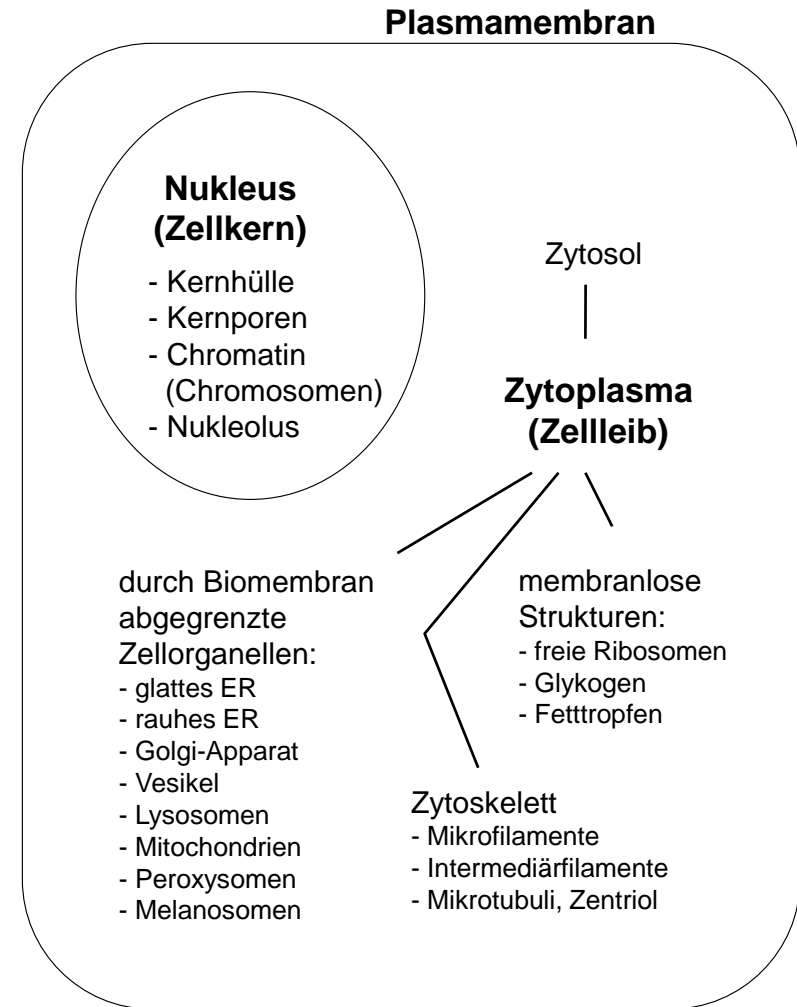 Plasmamembran
Nukleus
(Zellkern)
- Kernhülle
- Kernporen
- Chromatin
(Chromosomen)
- Nukleolus
Zytosol
Zytoplasma
(Zellleib)
durch Biomembran
abgegrenzte
Zellorganellen:
- glattes ER
- rauhes ER
- Golgi-Apparat
- Vesikel
- Lysosomen
- Mitochondrien
- Peroxysomen
- Melanosomen
membranlose
Strukturen:
- freie Ribosomen
- Glykogen
- Fetttropfen
Zytoskelett
- Mikrofilamente
- Intermediärfilamente
- Mikrotubuli, Zentriol